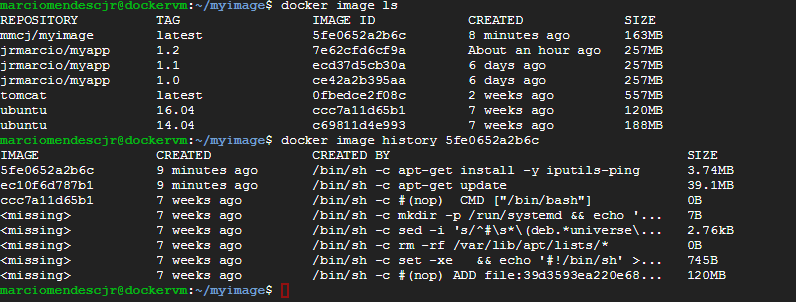 marciomendescjr@dockervm:~/myimage$ docker image ls
REPOSITORY TAG IMAGE ID CREATED SIZE
mmcj/myimage latest 5fe0652a2b6c 8 minutes ago 163MB
jrmarcio/myapp 1.2 7e62cfd6cf9a About an hour ago 257MB
jrmarcio/myapp 1.1 ecd37d5cb30a 6 days ago 257MB
jrmarcio/myapp 1.0 ce42a2b395aa 6 days ago 257MB
tomcat latest 0fbedce2f08c 2 weeks ago 557MB
ubuntu 16.04 ccc7a11d65b1 7 weeks ago 120MB
ubuntu 14.04 c69811d4e993 7 weeks ago 188MB
marciomendescjr@dockervm:~/myimage$ docker image history 5fe0652a2b6c
IMAGE CREATED CREATED BY SIZE
5fe0652a2b6c 9 minutes ago /bin/sh -c apt-get install -y iputils-ping 3.74MB
ec10f6d787b1 9 minutes ago /bin/sh -c apt-get update 39.1MB
ccc7a11d65b1 7 weeks ago /bin/sh -c #(nop)  CMD ["/bin/bash"] 0B
<missing> 7 weeks ago /bin/sh -c mkdir -p /run/systemd && echo '... 7B
<missing> 7 weeks ago /bin/sh -c sed -i 's/^#\s*\(deb.*universe\... 2.76kB
<missing> 7 weeks ago /bin/sh -c rm -rf /var/lib/apt/lists/* 0B
<missing> 7 weeks ago /bin/sh -c set -xe   && echo '#!/bin/sh' >... 745B
<missing> 7 weeks ago /bin/sh -c #(nop) ADD file:39d3593ea220e68... 120MB
marciomendescjr@dockervm:~/myimage$